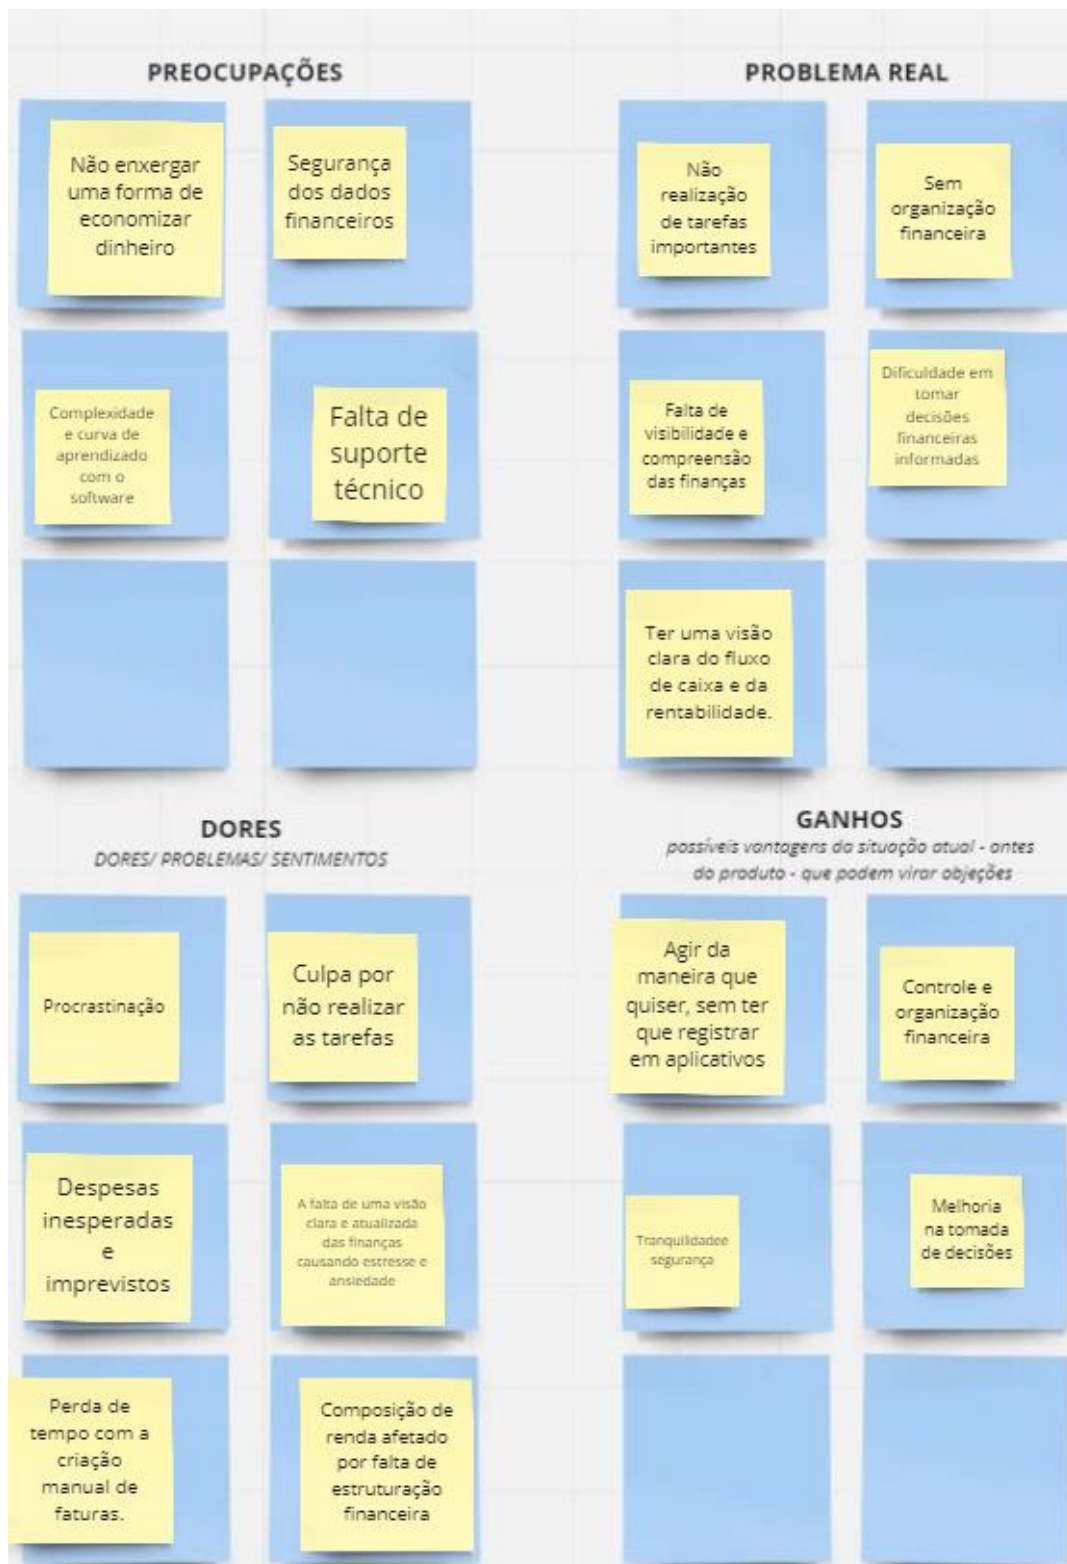 PREOCUPAÇÕES
Não enxergar
uma forma de
economizar
dinheiro
Segurança
dos dados
financeiros
Complexidade
e curva de
aprendizado
com o
software
Falta de
suporte
técnico
PROBLEMA REAL
Não
realização
de tarefas
importantes
Sem
organização
financeira
Falta de
visibilidade e
compreensão
das finanças
Dificuldade em
tomar
decisões
financeiras
informadas
Ter uma visão
clara do fluxo
de caixa e da
rentabilidade.
DORES
DORES/ PROBLEMAS/ SENTIMENTOS
Procrastinação
Culpa por
não realizar
as tarefas
Despesas
inesperadas
e
imprevistos
A falta de uma visão
clara e atualizada
das finanças
causando estresse e
ansiedade
Perda de
tempo com a
criação
manual de
faturas.
Composição de
renda afetado
por falta de
estruturação
financeira
GANHOS
possíveis vantagens da situação atual - antes
do produto - que podem virar objeções
Agir da
maneira que
quiser, sem ter
que registrar
em aplicativos
Controle e
organização
financeira
Tranquilidadee
segurança
Melhoria
na tomada
de decisões